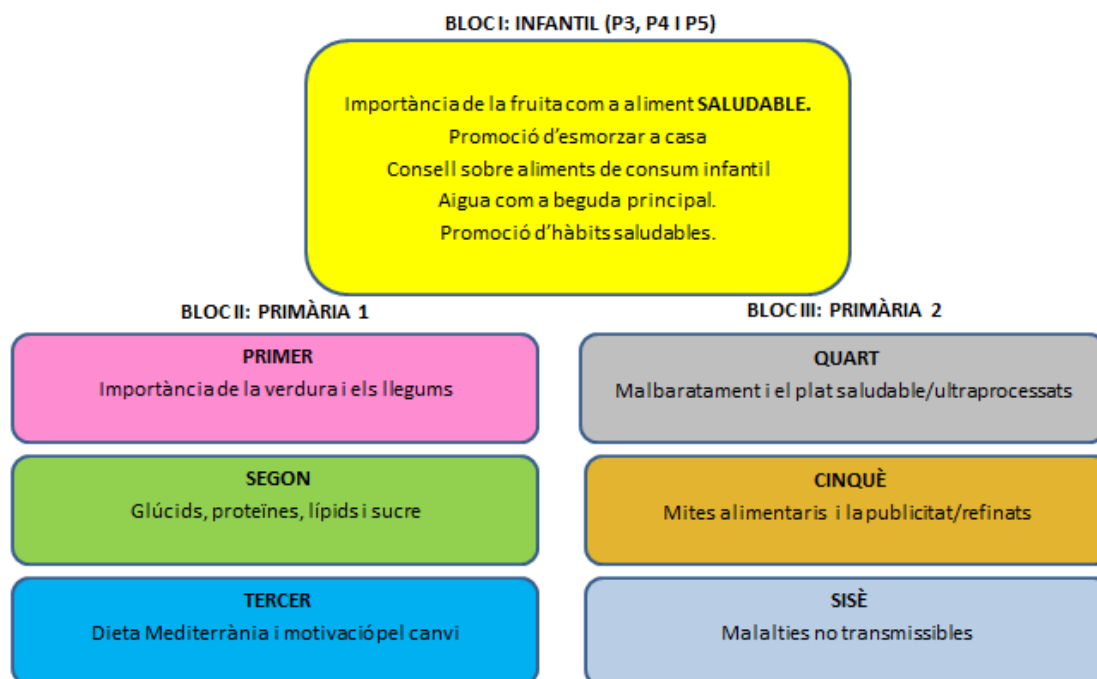 BLOC I: INFANTIL (P3, P4 I P5)
Importància de la fruita com a aliment SALUDABLE.
Promoció d'esmorzar a casa
Consell sobre aliments de consum infantil
Aigua com a beguda principal.
Promoció d'hàbits saludables.
BLOC II: PRIMÀRIA 1
PRIMER
Importància de la verdura i els llegums
SEGON
Glúcids, proteïnes, lípids i sucre
TERCER
Dieta Mediterrània i motivació pel canvi
BLOC III: PRIMÀRIA 2
QUART
Malbaratament i el plat saludable/ultraprocessats
CINQUÈ
Mites alimentaris i la publicitat/refinats
SISÈ
Malalties no transmissibles